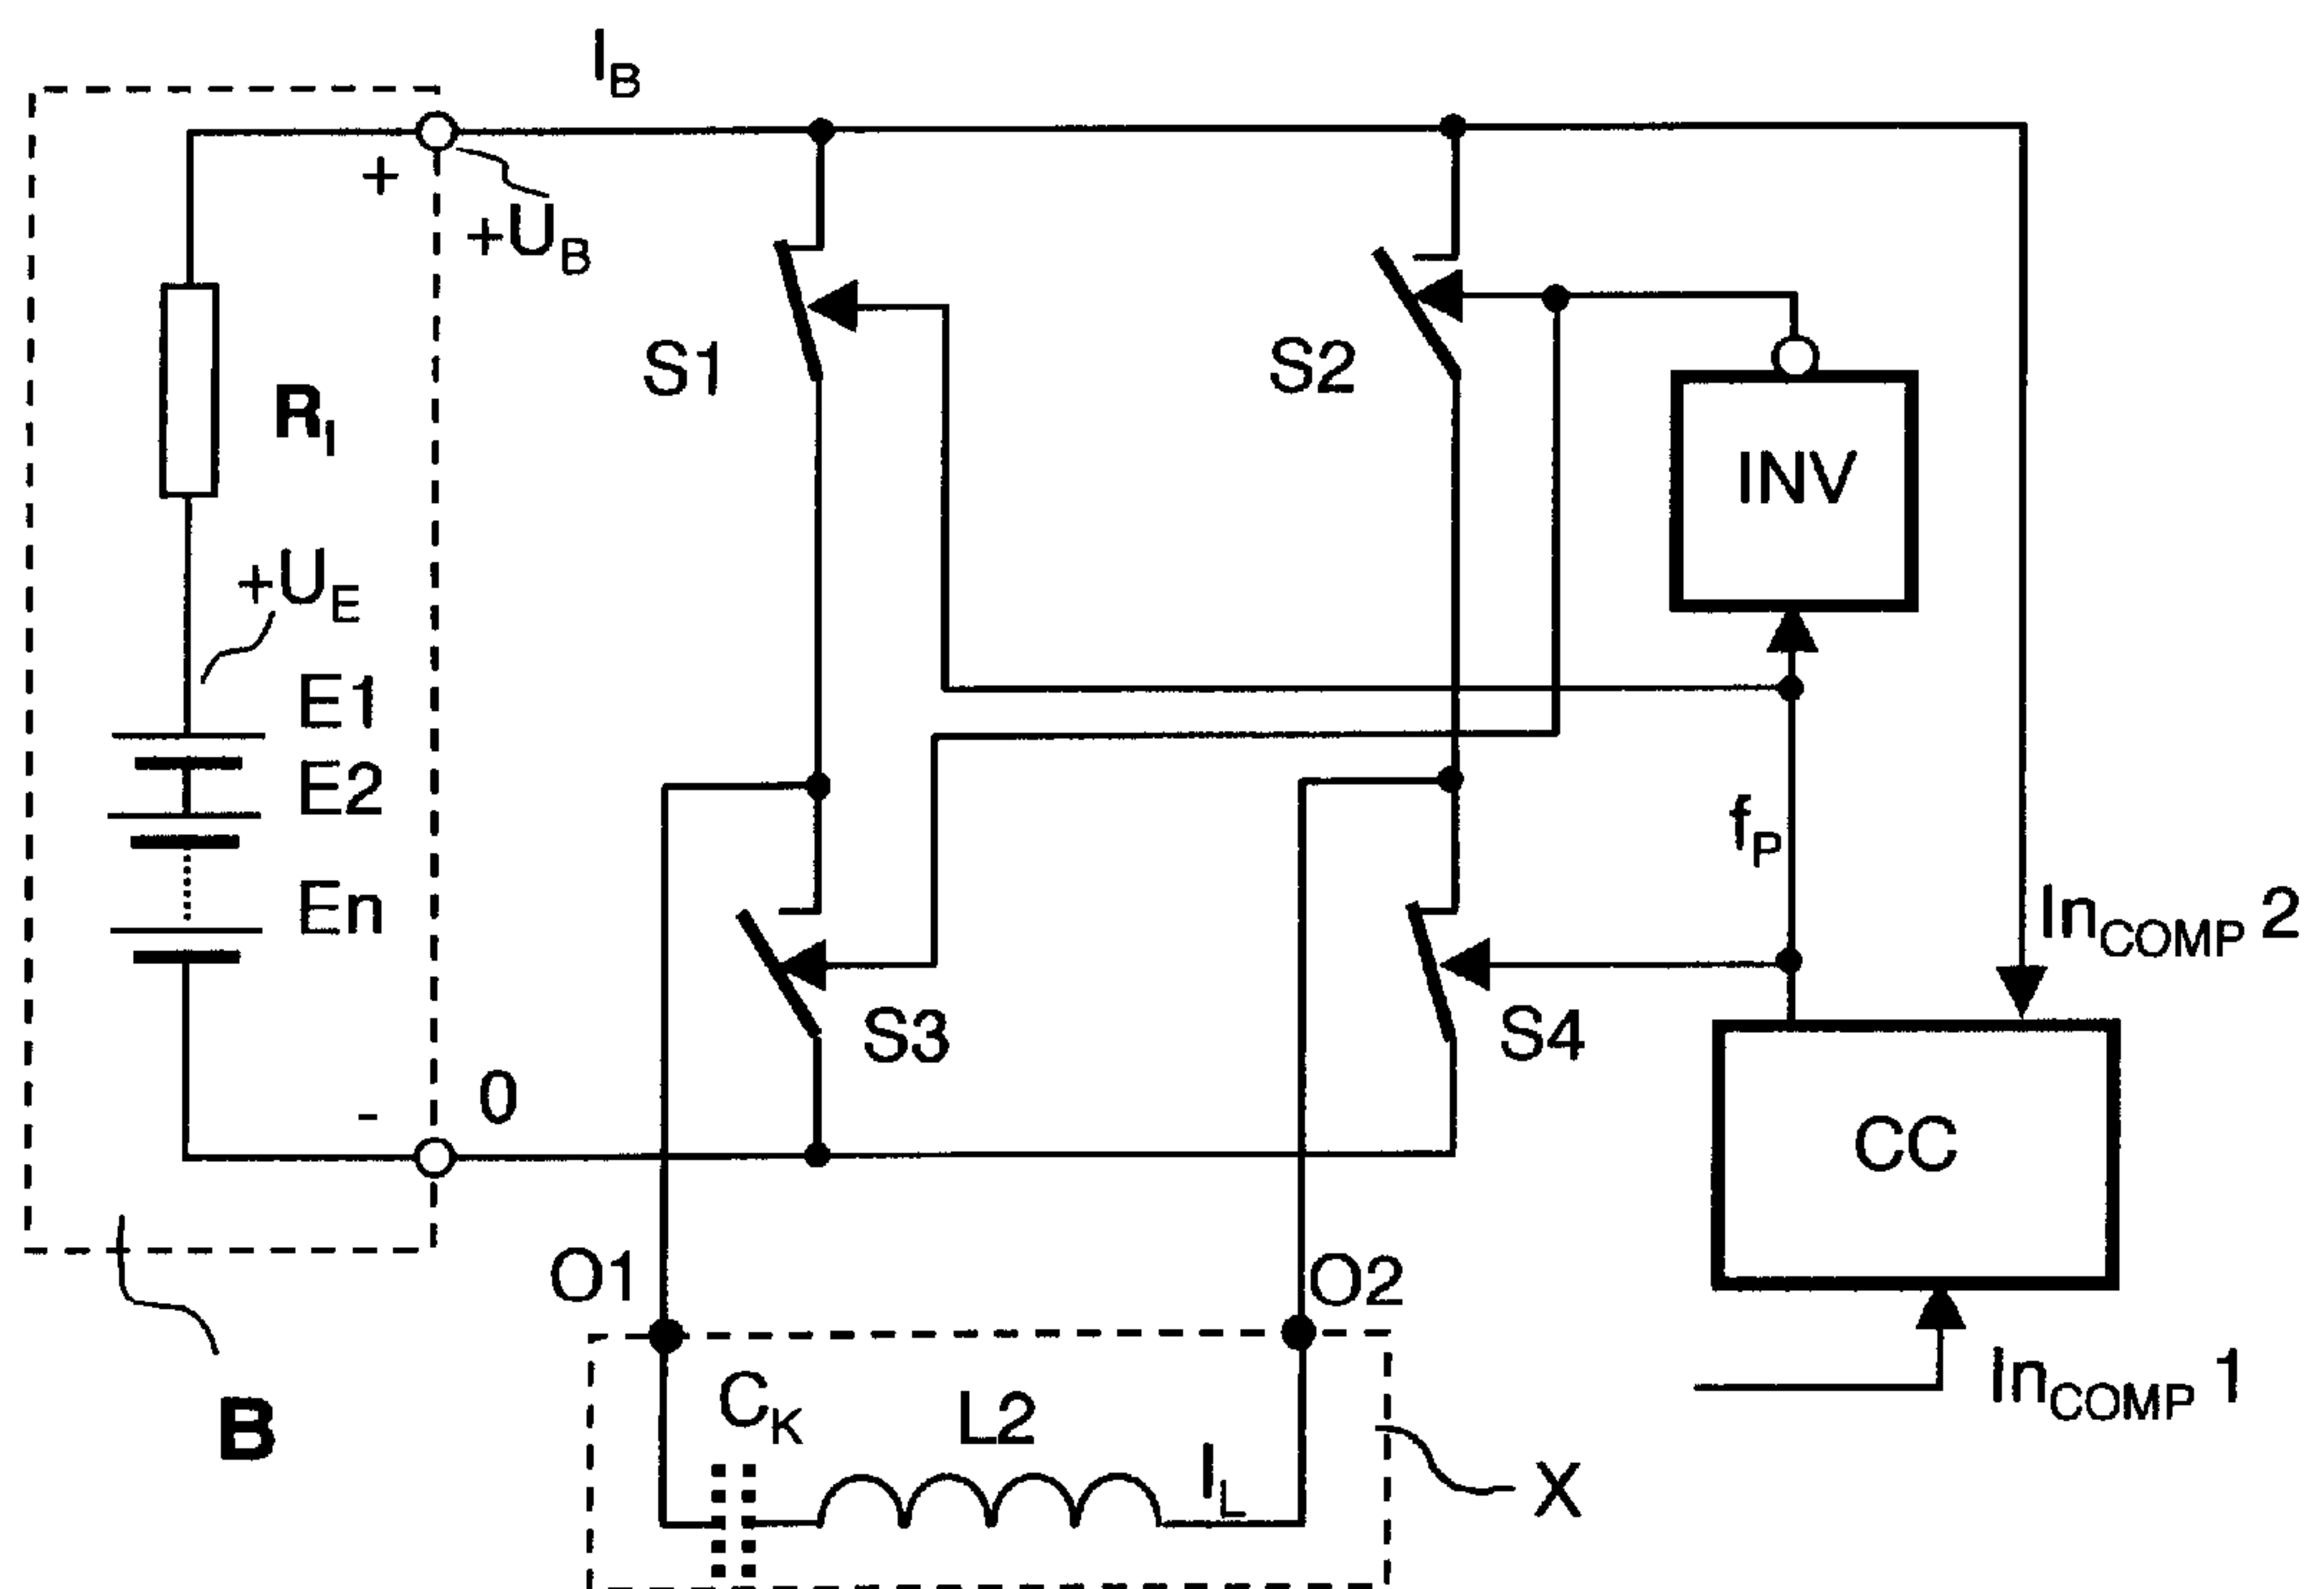 I_B
+
+U_B
S1
S2
R_I
INV
+U_E
E1
E2
En
f_P
In_COMP 2
S3
S4
-
0
CC
O1
O2
In_COMP 1
B
C_K
L2
I_L
X